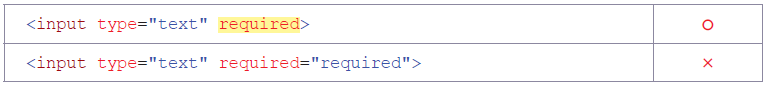 <input type="text" required> ○
<input type="text" required="required"> ×